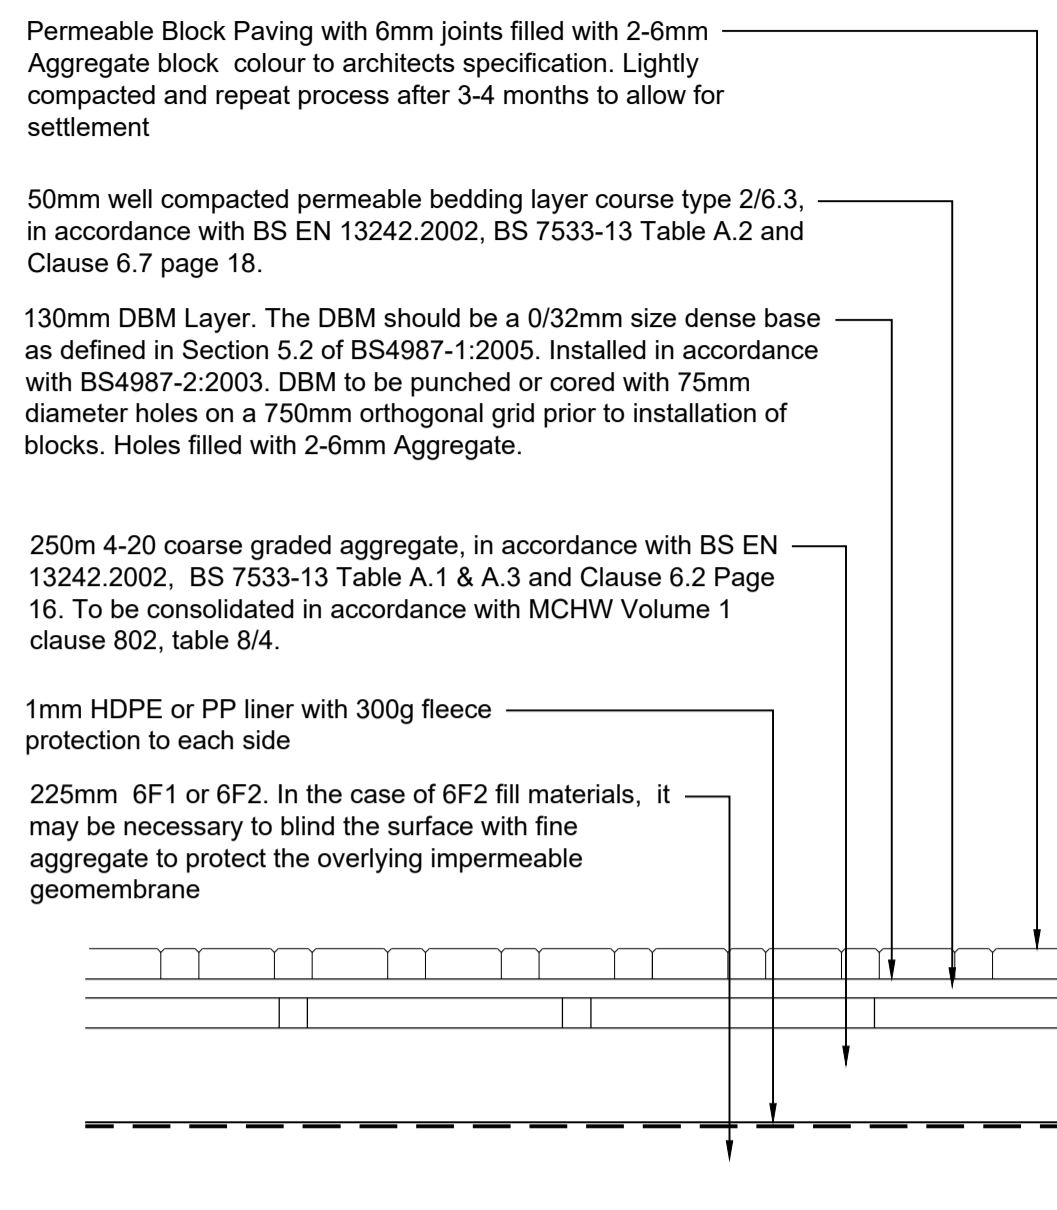 Permeable Block Paving with 6mm joints filled with 2-6mm
Aggregate block  colour to architects specification. Lightly
compacted and repeat process after 3-4 months to allow for
settlement
50mm well compacted permeable bedding layer course type 2/6.3,
in accordance with BS EN 13242.2002, BS 7533-13 Table A.2 and
Clause 6.7 page 18.
130mm DBM Layer. The DBM should be a 0/32mm size dense base
as defined in Section 5.2 of BS4987-1:2005. Installed in accordance
with BS4987-2:2003. DBM to be punched or cored with 75mm
diameter holes on a 750mm orthogonal grid prior to installation of
blocks. Holes filled with 2-6mm Aggregate.
250m 4-20 coarse graded aggregate, in accordance with BS EN
13242.2002,  BS 7533-13 Table A.1 & A.3 and Clause 6.2 Page
16. To be consolidated in accordance with MCHW Volume 1
clause 802, table 8/4.
1mm HDPE or PP liner with 300g fleece
protection to each side
225mm  6F1 or 6F2. In the case of 6F2 fill materials,  it
may be necessary to blind the surface with fine
aggregate to protect the overlying impermeable
geomembrane